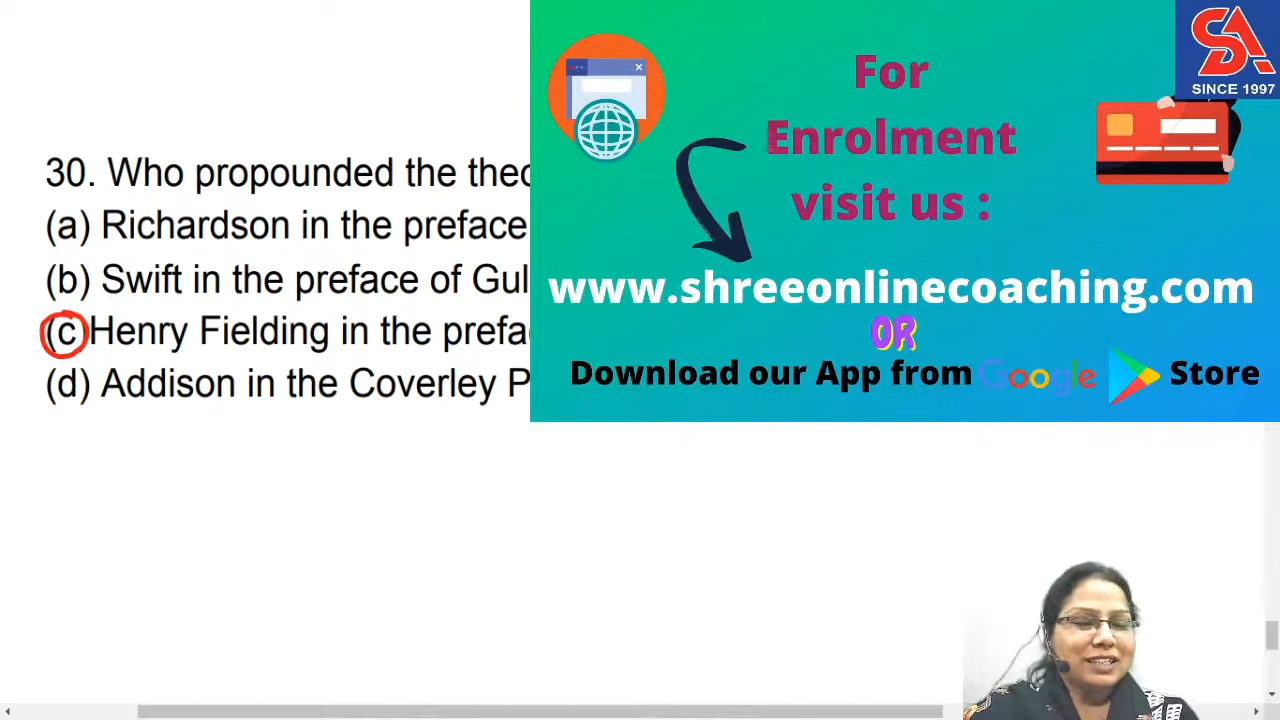 30. Who propounded the theo
(a) Richardson in the preface
(b) Swift in the preface of Gul
(c Henry Fielding in the prefa
(d) Addison in the Coverley P
SA
SINCE 1997
For
Enrolment
visit us :
www.shreeonlinecoaching.com
OR
Download our App from Google Store